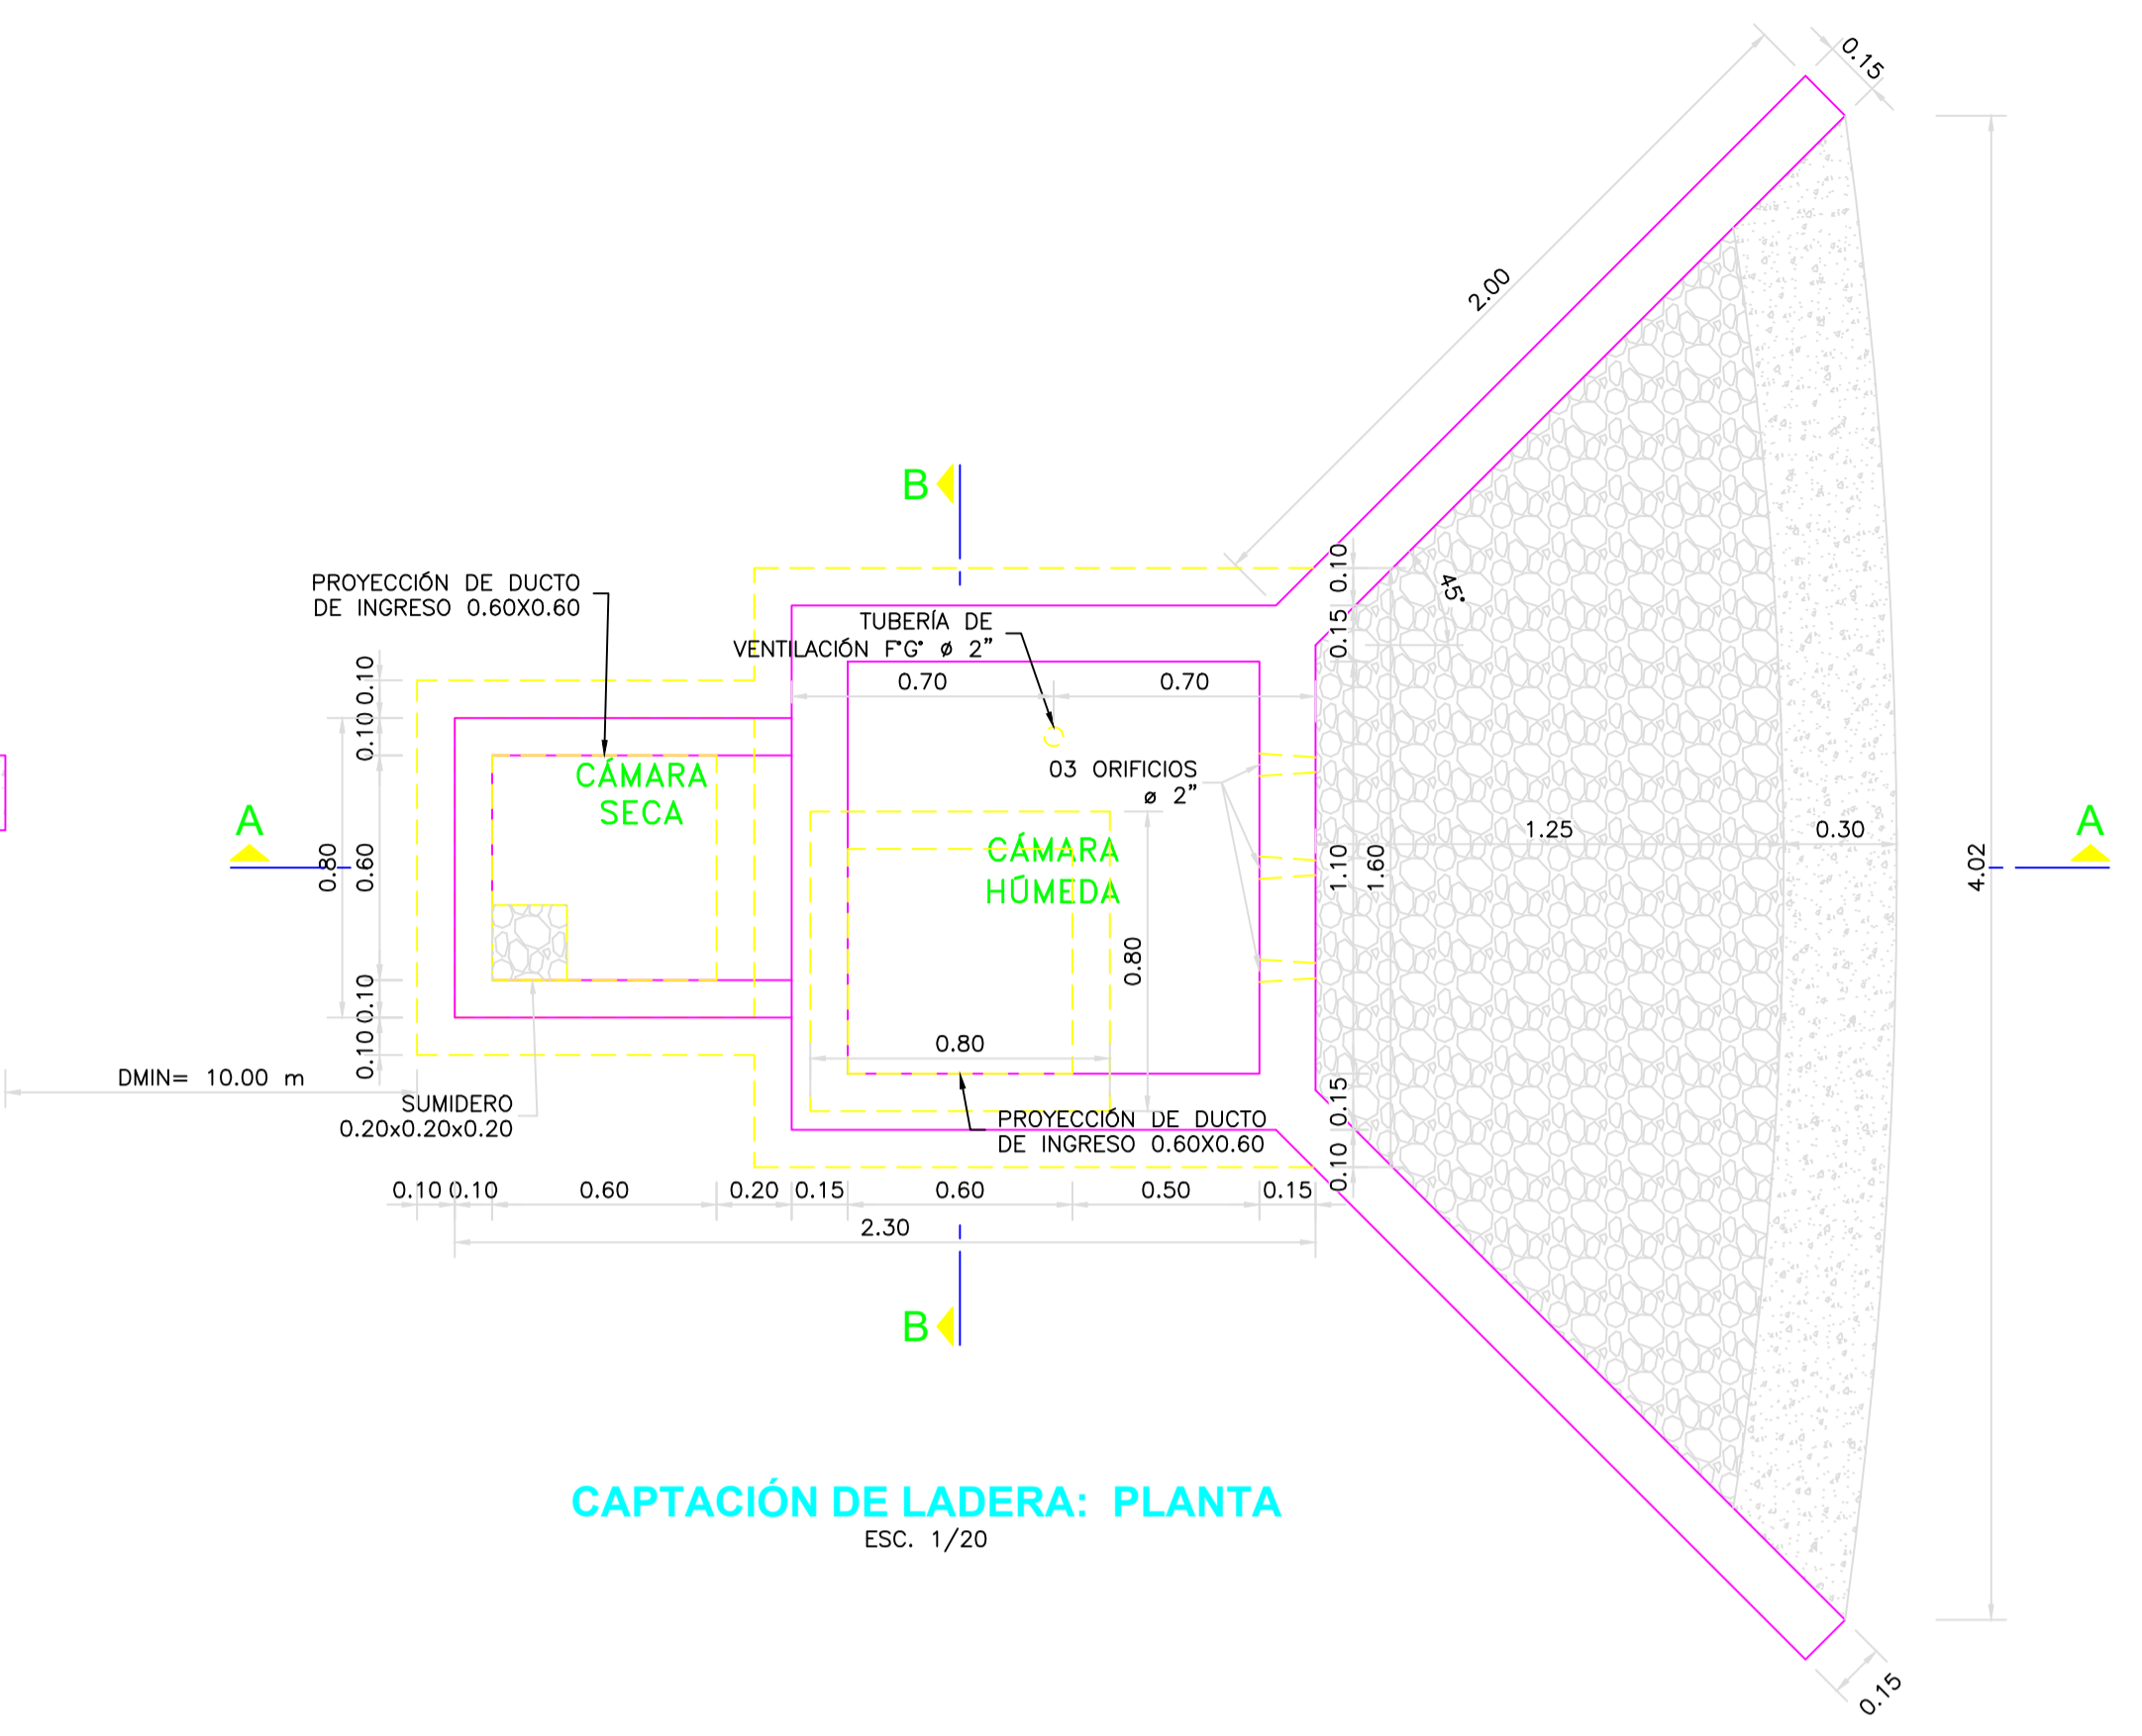 0.15
2.00
B
PROYECCIÓN DE DUCTO
DE INGRESO 0.60X0.60
TUBERÍA DE
VENTILACIÓN F°G° ø 2"
0.10
0.15
45°
0.70
0.70
0.10
0.10
0.60
0.80
0.10
0.10
CÁMARA
SECA
03 ORIFICIOS
ø 2"
A
CÁMARA
HÚMEDA
0.80
0.80
1.10
1.60
1.25
0.30
4.02
A
DMIN= 10.00 m
SUMIDERO
0.20x0.20x0.20
PROYECCIÓN DE DUCTO
DE INGRESO 0.60X0.60
0.15
0.10
0.10
0.10
0.60
0.20
0.15
0.60
0.50
0.15
2.30
B
CAPTACIÓN DE LADERA: PLANTA
ESC. 1/20
0.15